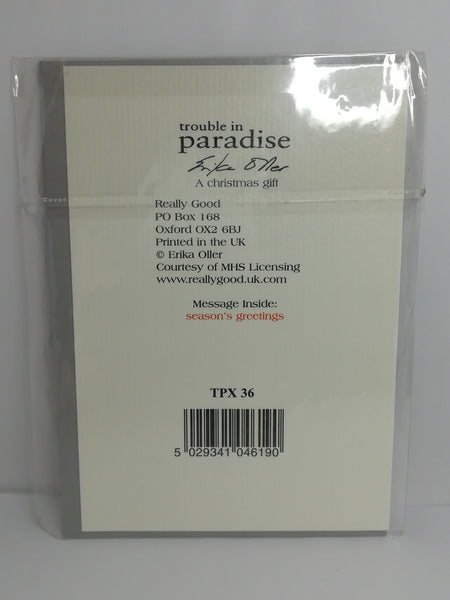 trouble in
paradise
Erika Oller
A christmas gift
Cover
Really Good
PO Box 168
Oxford OX2 6BJ
Printed in the UK
© Erika Oller
Courtesy of MHS Licensing
www.reallygood.uk.com
Message Inside:
season's greetings
TPX 36
5 029341 046190